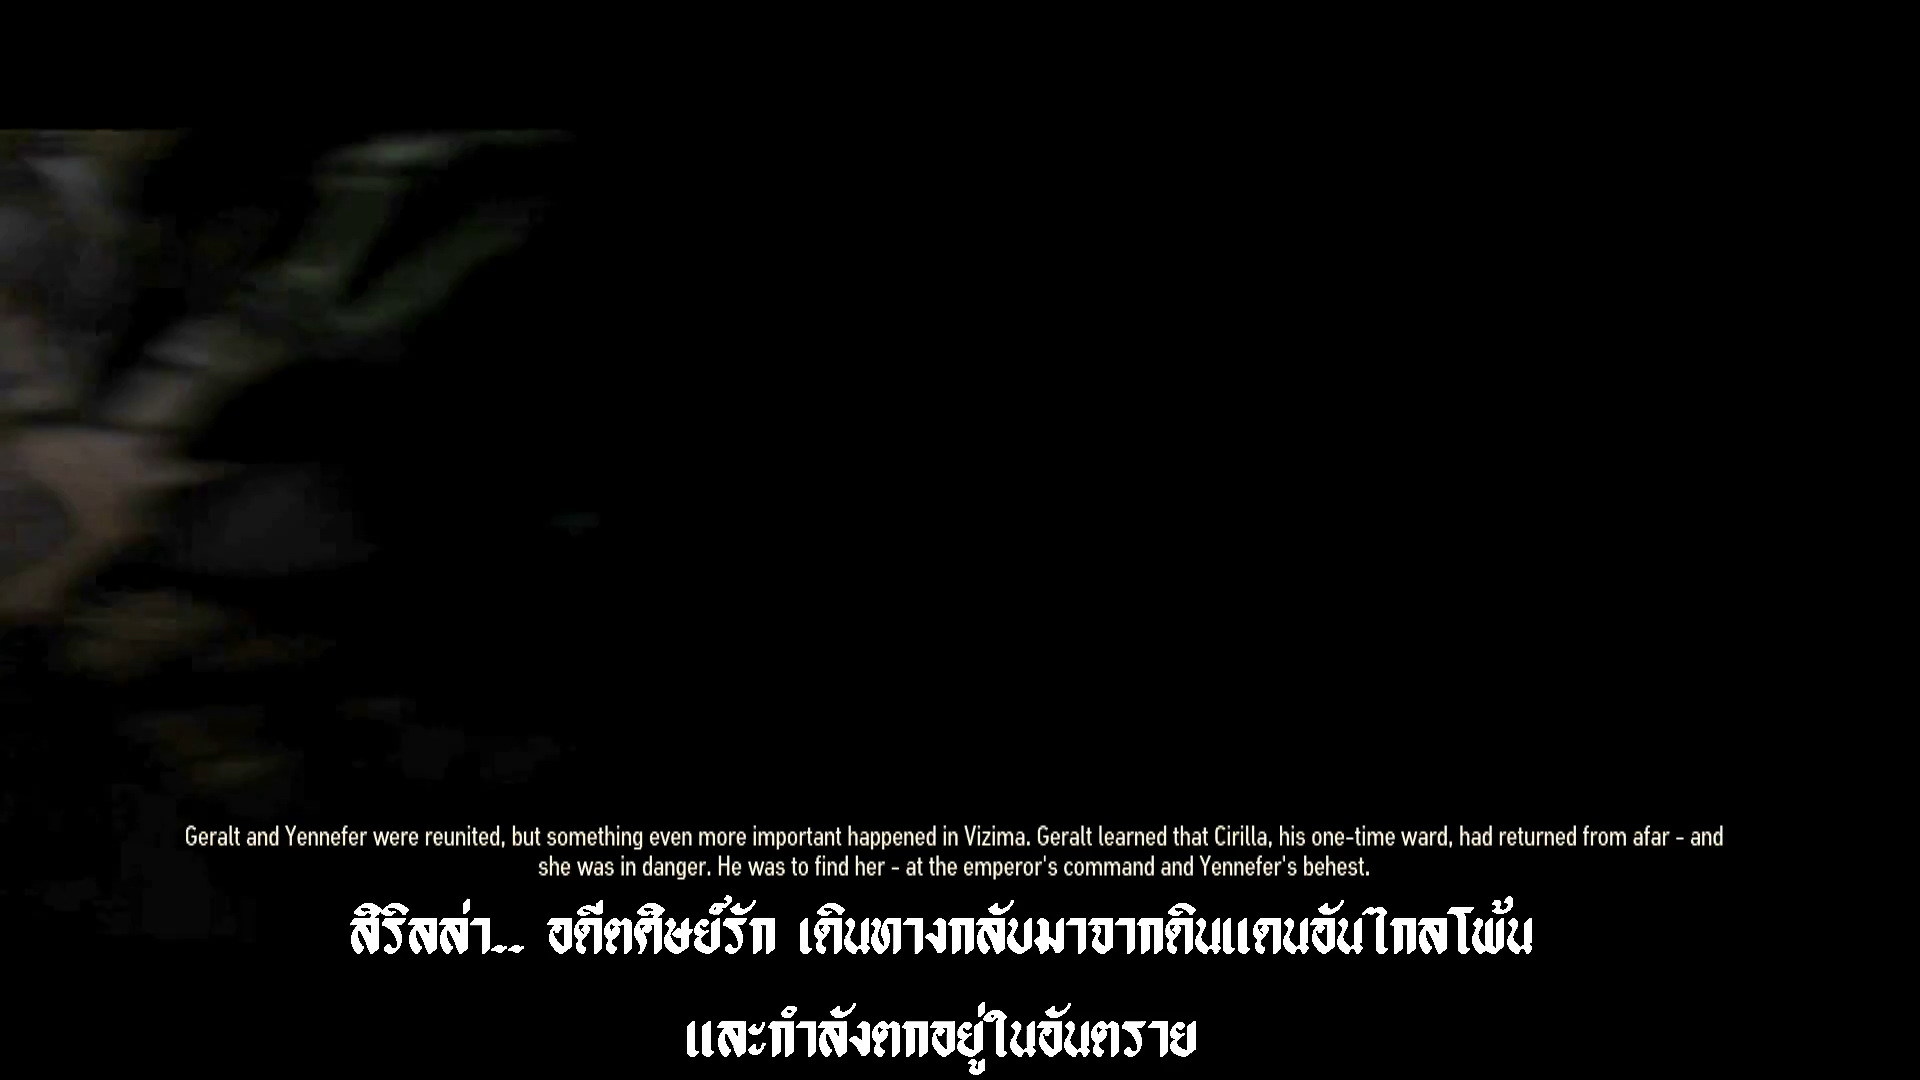 Geralt and Yennefer were reunited, but something even more important happened in Vizima. Geralt learned that Cirilla, his one-time ward, had returned from afar - and
she was in danger. He was to find her - at the emperor's command and Yennefer's behest.
สิริลล่า... อดีตศิษย์รัก เดินทางกลับมาจากดินแดนอันไกลโพ้น
และกำลังตกอยู่ในอันตราย